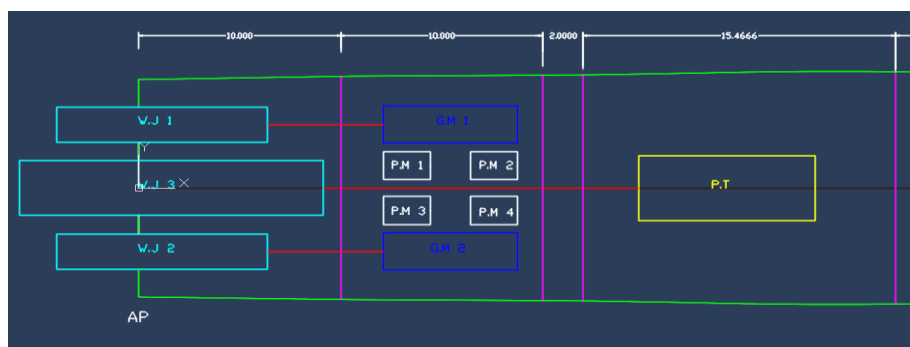 10.000 10.000 2.0000 15.4666
W.J 1 G.M 1
Y P.M 1 P.M 2
W.J 3 X P.T
P.M 3 P.M 4
W.J 2 G.M 2
AP